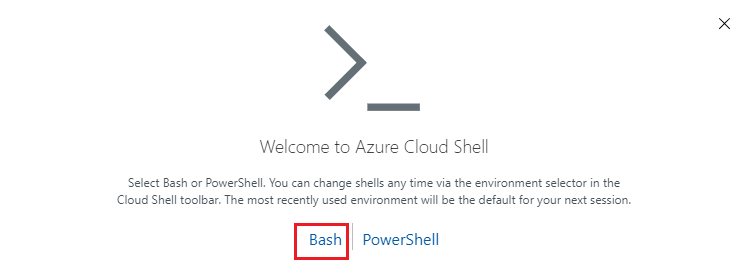 Welcome to Azure Cloud Shell
Select Bash or PowerShell. You can change shells any time via the environment selector in the
Cloud Shell toolbar. The most recently used environment will be the default for your next session.
Bash PowerShell